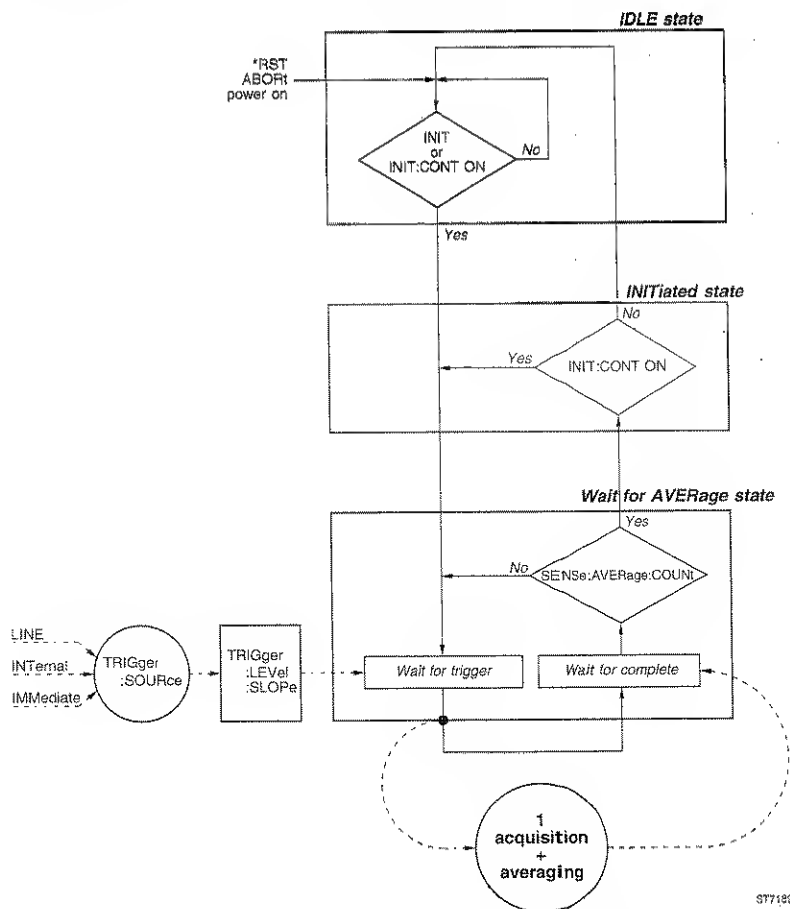 IDLE state
*RST
ABORt
power on
INIT
or
INIT:CONT ON
No
Yes
INITiated state
No
Yes
INIT:CONT ON
Wait for AVERage state
Yes
No
SENSe:AVERage:COUNt
LINE
INTernal
IMMediate
TRIGger
:SOURce
TRIGger
:LEVel
:SLOPe
Wait for trigger
Wait for complete
1
acquisition
+
averaging